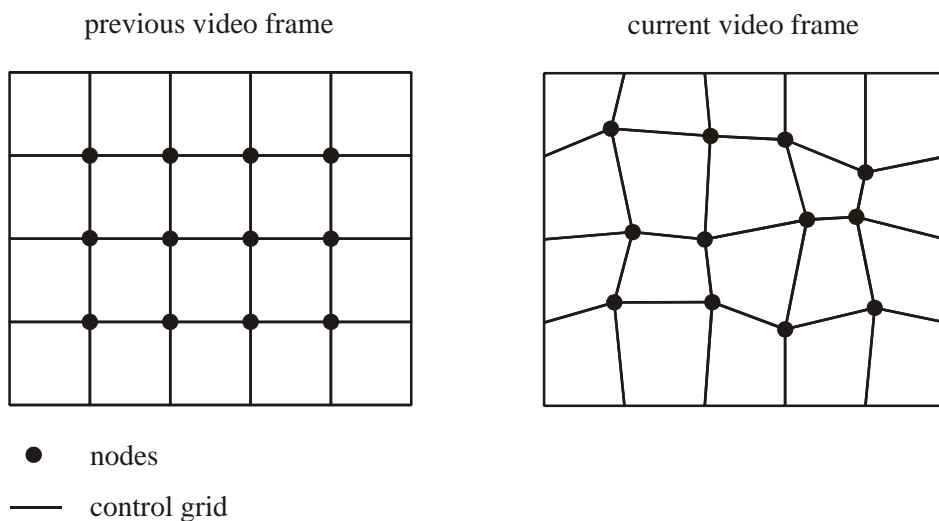 previous video frame
current video frame
nodes
control grid